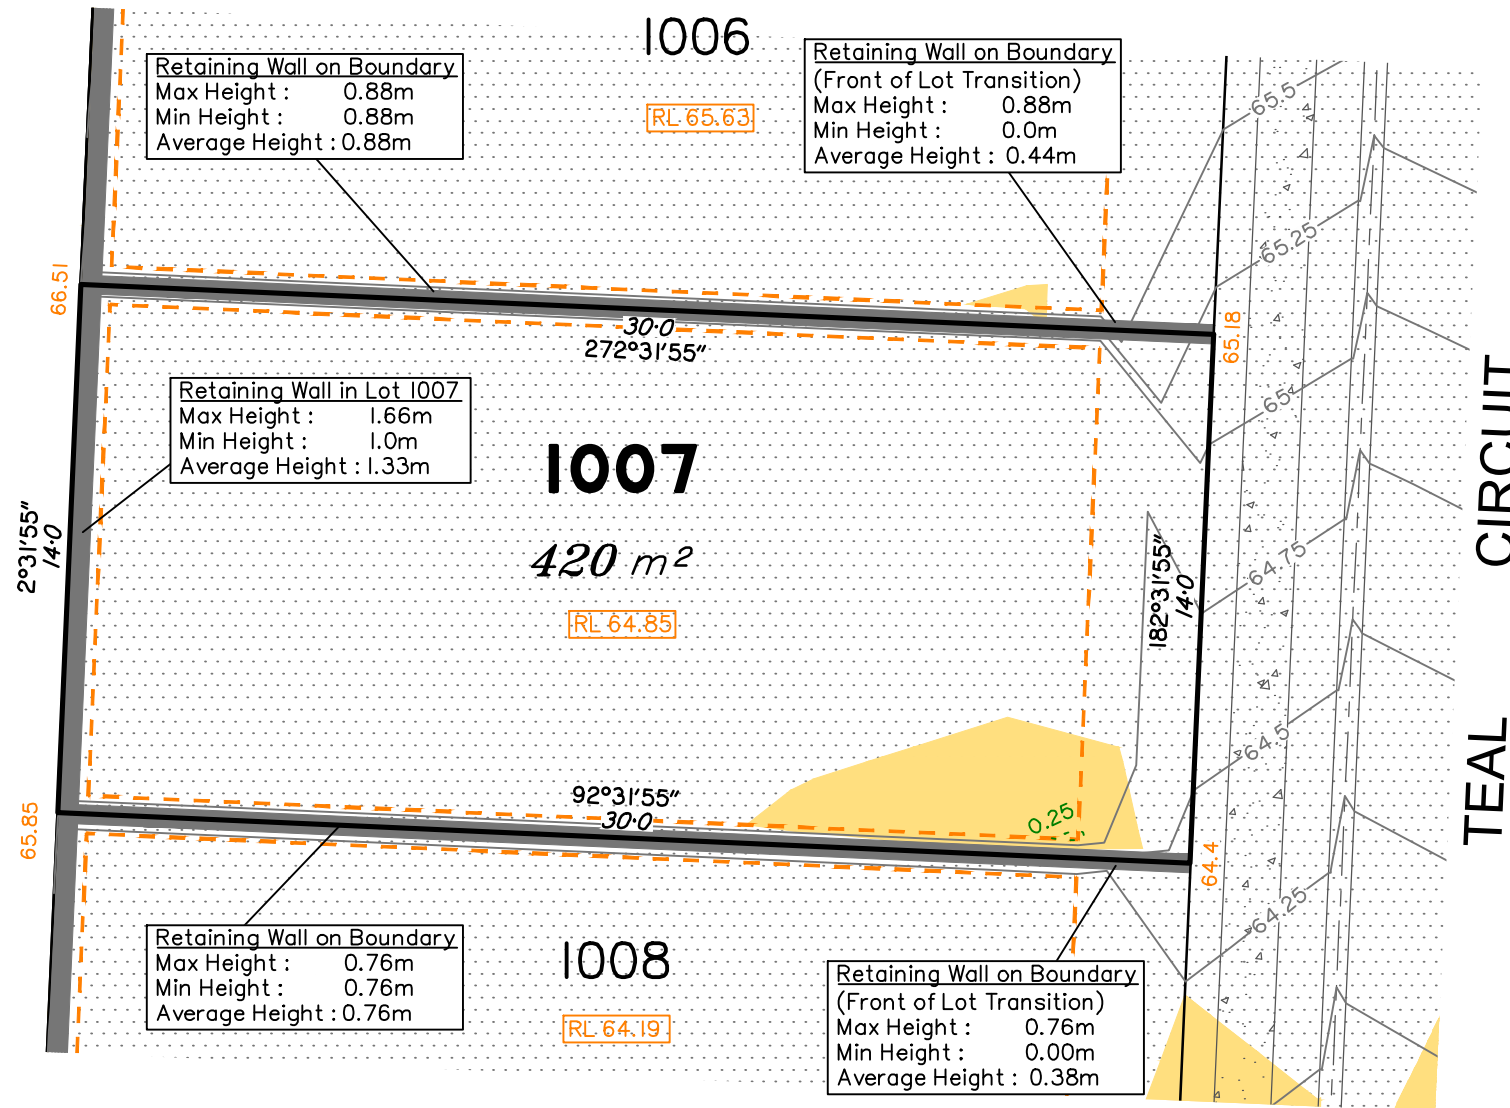 1006
Retaining Wall on Boundary
Max Height : 0.88m
Min Height : 0.88m
Average Height : 0.88m
RL 65.63
Retaining Wall on Boundary
(Front of Lot Transition)
Max Height : 0.88m
Min Height : 0.0m
Average Height : 0.44m
65.5
65.25
66.51
30·0
272°31'55"
65.18
65
Retaining Wall in Lot 1007
Max Height : 1.66m
Min Height : 1.0m
Average Height : 1.33m
1007
420 m²
RL 64.85
2°31'55"
14·0
182°31'55"
14·0
64.75
64.5
TEAL CIRCUIT
92°31'55"
30·0
0.25
65.85
64.4
64.25
Retaining Wall on Boundary
Max Height : 0.76m
Min Height : 0.76m
Average Height : 0.76m
1008
RL 64.19
Retaining Wall on Boundary
(Front of Lot Transition)
Max Height : 0.76m
Min Height : 0.00m
Average Height : 0.38m